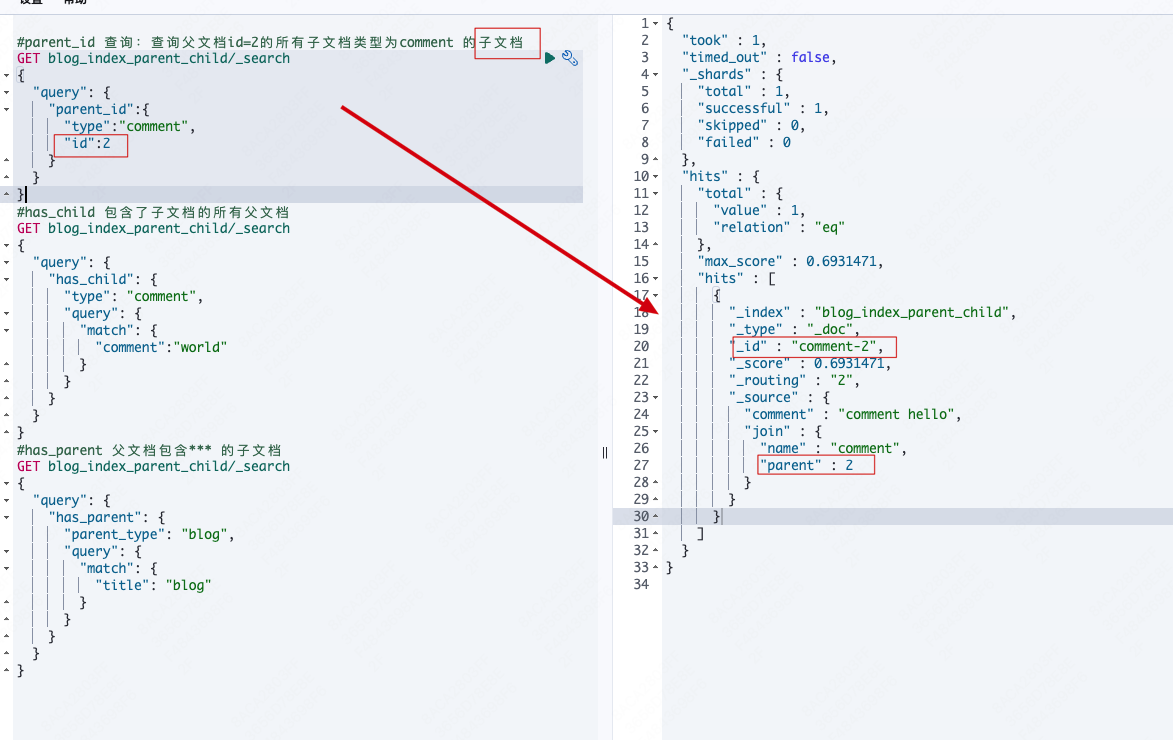 设置 帮助
#parent_id 查询：查询父文档id=2的所有子文档类型为comment 的子文档
GET blog_index_parent_child/_search
{
"query": {
"parent_id":{
"type":"comment",
"id":2
}
}
}
#has_child 包含了子文档的所有父文档
GET blog_index_parent_child/_search
{
"query": {
"has_child": {
"type": "comment",
"query": {
"match": {
"comment":"world"
}
}
}
}
}
#has_parent 父文档包含*** 的子文档
GET blog_index_parent_child/_search
{
"query": {
"has_parent": {
"parent_type": "blog",
"query": {
"match": {
"title": "blog"
}
}
}
}
}
1 {
2 "took" : 1,
3 "timed_out" : false,
4 "_shards" : {
5 "total" : 1,
6 "successful" : 1,
7 "skipped" : 0,
8 "failed" : 0
9 },
10 "hits" : {
11 "total" : {
12 "value" : 1,
13 "relation" : "eq"
14 },
15 "max_score" : 0.6931471,
16 "hits" : [
17 {
18 "_index" : "blog_index_parent_child",
19 "_type" : "_doc",
20 "_id" : "comment-2",
21 "_score" : 0.6931471,
22 "_routing" : "2",
23 "_source" : {
24 "comment" : "comment hello",
25 "join" : {
26 "name" : "comment",
27 "parent" : 2
28 }
29 }
30 }
31 ]
32 }
33 }
34